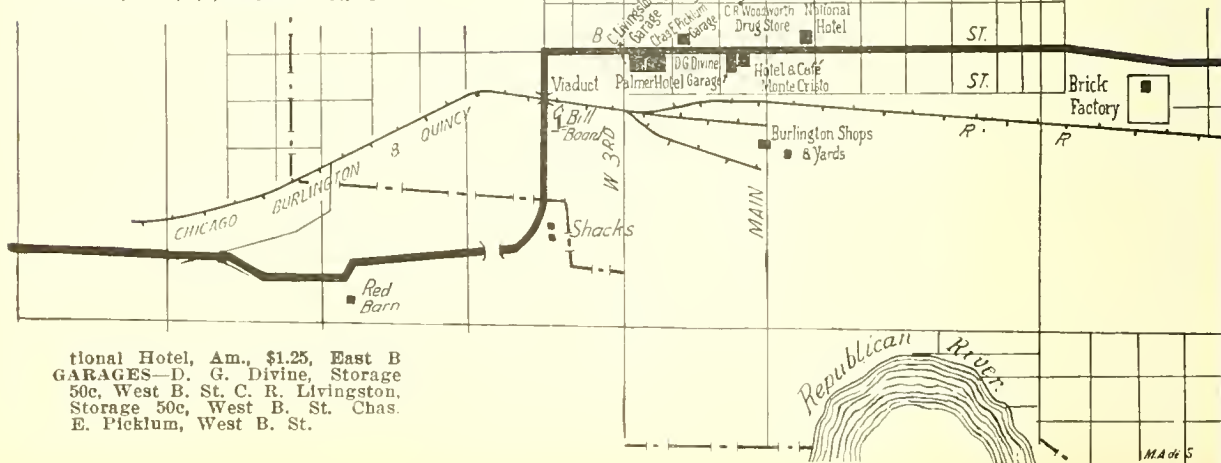 C. Livingston
Garage
Chas. E. Picklum
Garage
C.R. Woodworth
Drug Store
National
Hotel
B
ST.
Palmer Hotel
D.G. Divine
Garage
Hotel & Café
Monte Cristo
ST.
Viaduct
Bill
Board
Brick
Factory
CHICAGO BURLINGTON & QUINCY
R. R
Burlington Shops
& Yards
W 3RD
MAIN
Shacks
Red
Barn
tional Hotel, Am., $1.25, East B
GARAGES—D. G. Divine, Storage
50c, West B. St. C. R. Livingston,
Storage 50c, West B. St. Chas.
E. Picklum, West B. St.
Republican River.
M.A de S